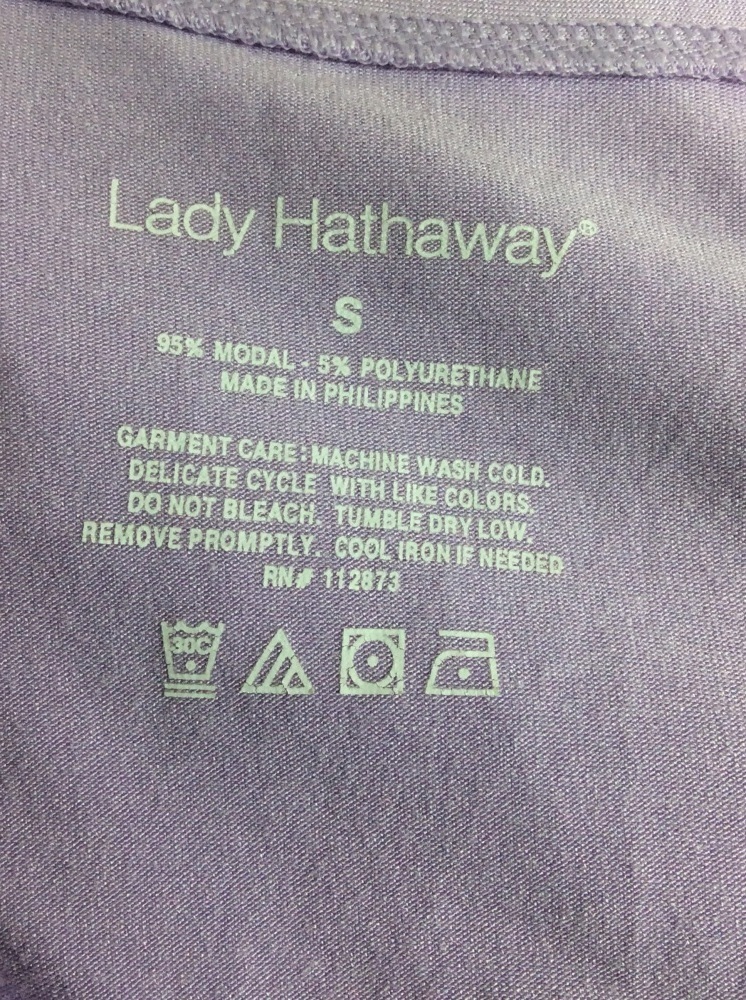 Lady Hathaway®
S
95% MODAL - 5% POLYURETHANE
MADE IN PHILIPPINES
GARMENT CARE: MACHINE WASH COLD.
DELICATE CYCLE WITH LIKE COLORS.
DO NOT BLEACH. TUMBLE DRY LOW.
REMOVE PROMPTLY. COOL IRON IF NEEDED
RN# 112873
30C